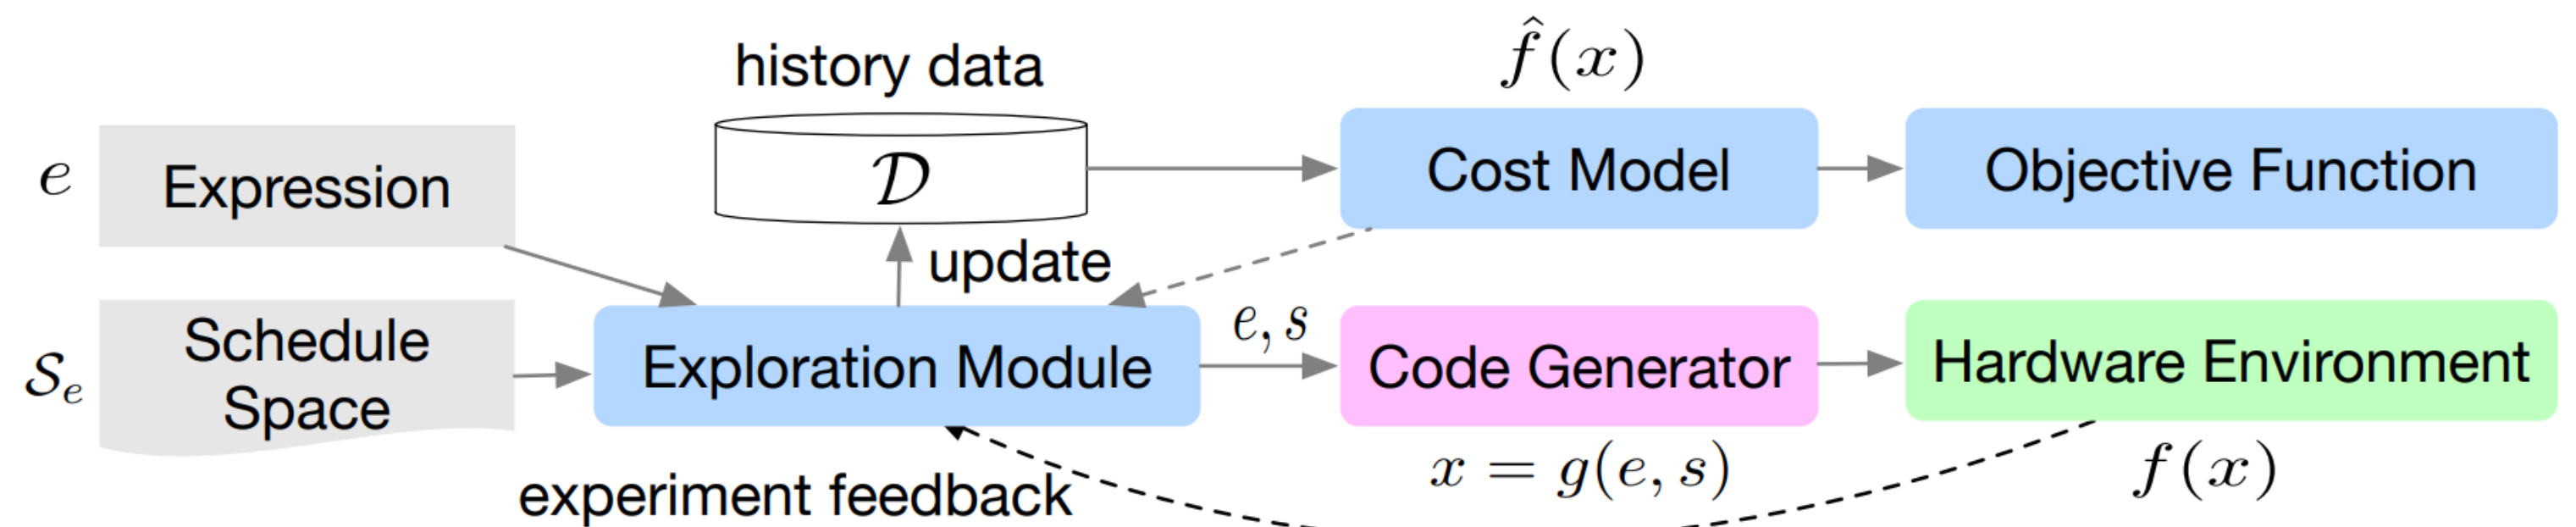 history data
f̂(x)
e
Expression
𝒟
Cost Model
Objective Function
update
𝒮ₑ
Schedule
Space
Exploration Module
e, s
Code Generator
Hardware Environment
experiment feedback
x = g(e, s)
f(x)